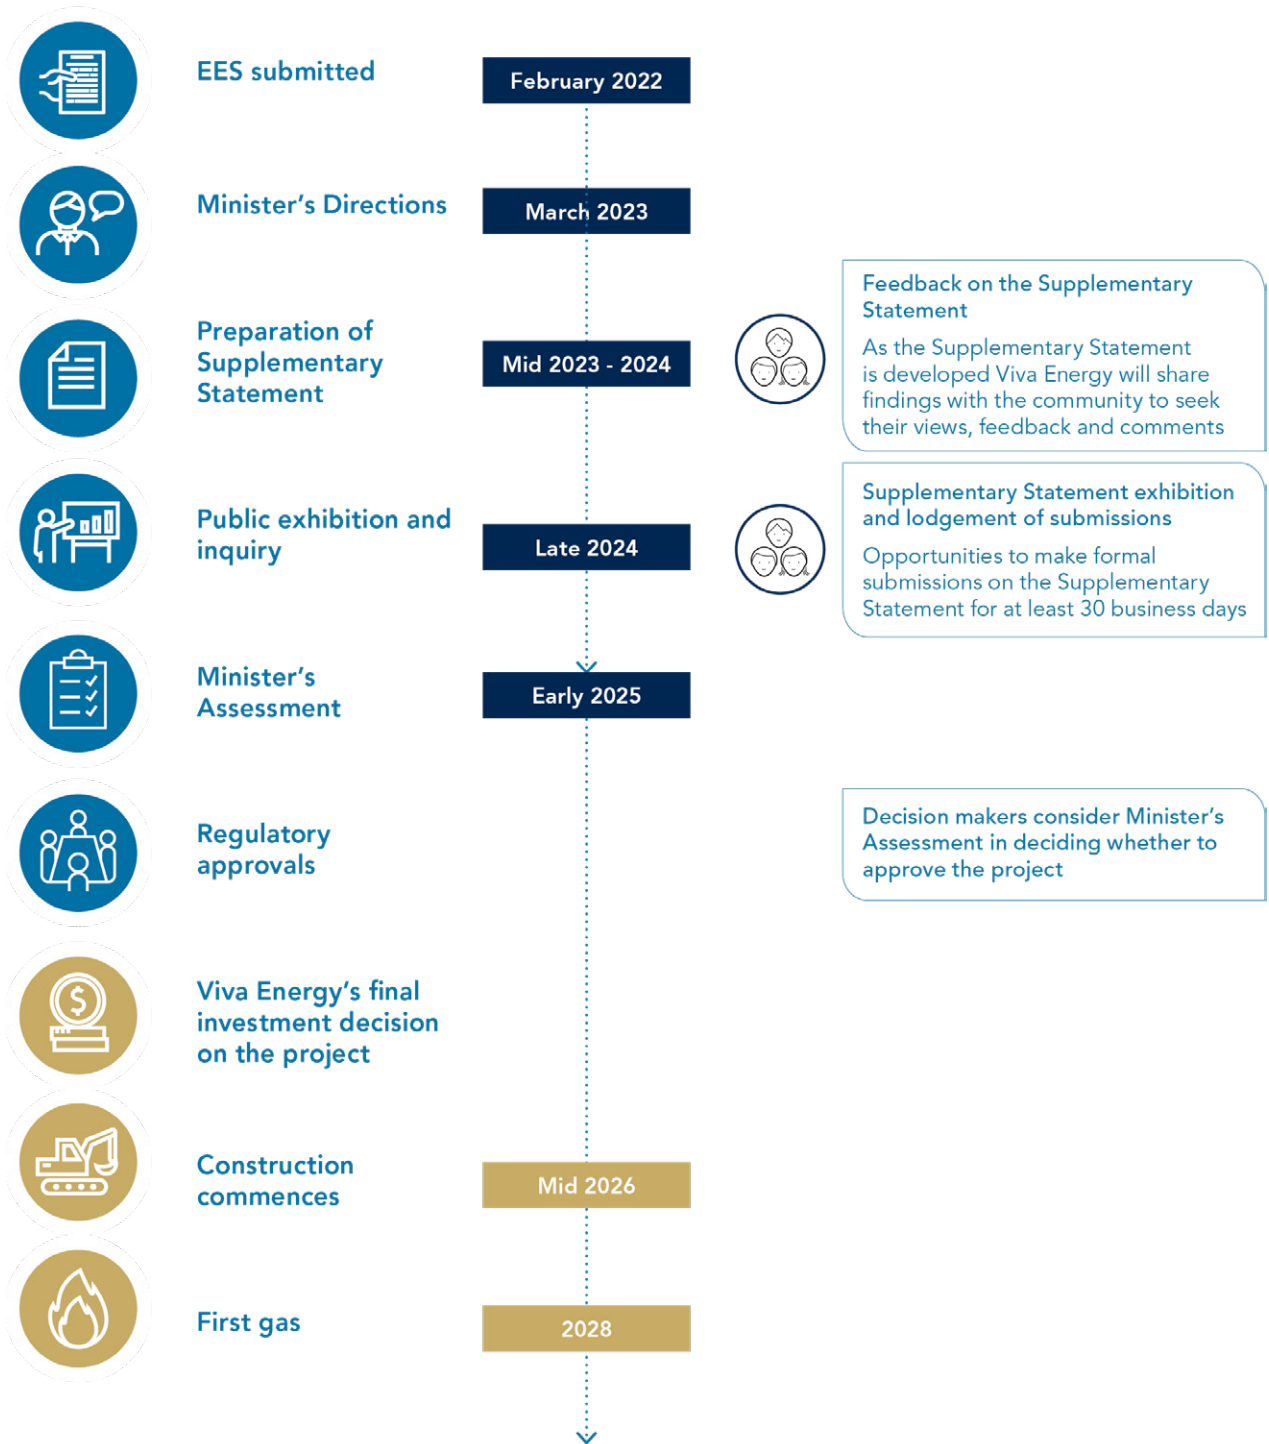 EES submitted
February 2022
Minister’s Directions
March 2023
Preparation of
Supplementary
Statement
Mid 2023 - 2024
Feedback on the Supplementary
Statement
As the Supplementary Statement
is developed Viva Energy will share
findings with the community to seek
their views, feedback and comments
Public exhibition and
inquiry
Late 2024
Supplementary Statement exhibition
and lodgement of submissions
Opportunities to make formal
submissions on the Supplementary
Statement for at least 30 business days
Minister’s
Assessment
Early 2025
Regulatory
approvals
Decision makers consider Minister’s
Assessment in deciding whether to
approve the project
Viva Energy’s final
investment decision
on the project
Construction
commences
Mid 2026
First gas
2028